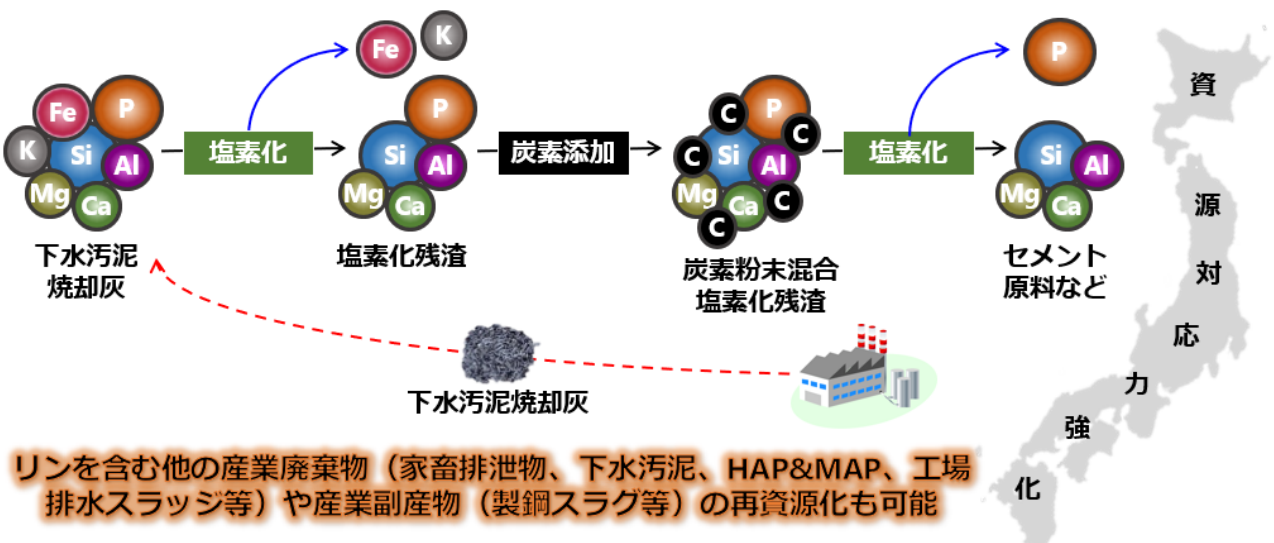 Fe
K
Fe
P
K
Si
Al
Mg
Ca
下水汚泥
焼却灰
塩素化
P
Si
Al
Mg
Ca
塩素化残渣
炭素添加
C
P
C
C
Si
Al
Mg
Ca
C
C
炭素粉末混合
塩素化残渣
塩素化
P
Si
Al
Mg
Ca
セメント
原料など
下水汚泥焼却灰
リンを含む他の産業廃棄物（家畜排泄物、下水汚泥、HAP&MAP、工場
排水スラッジ等）や産業副産物（製鋼スラグ等）の再資源化も可能
資
源
対
応
力
強
化